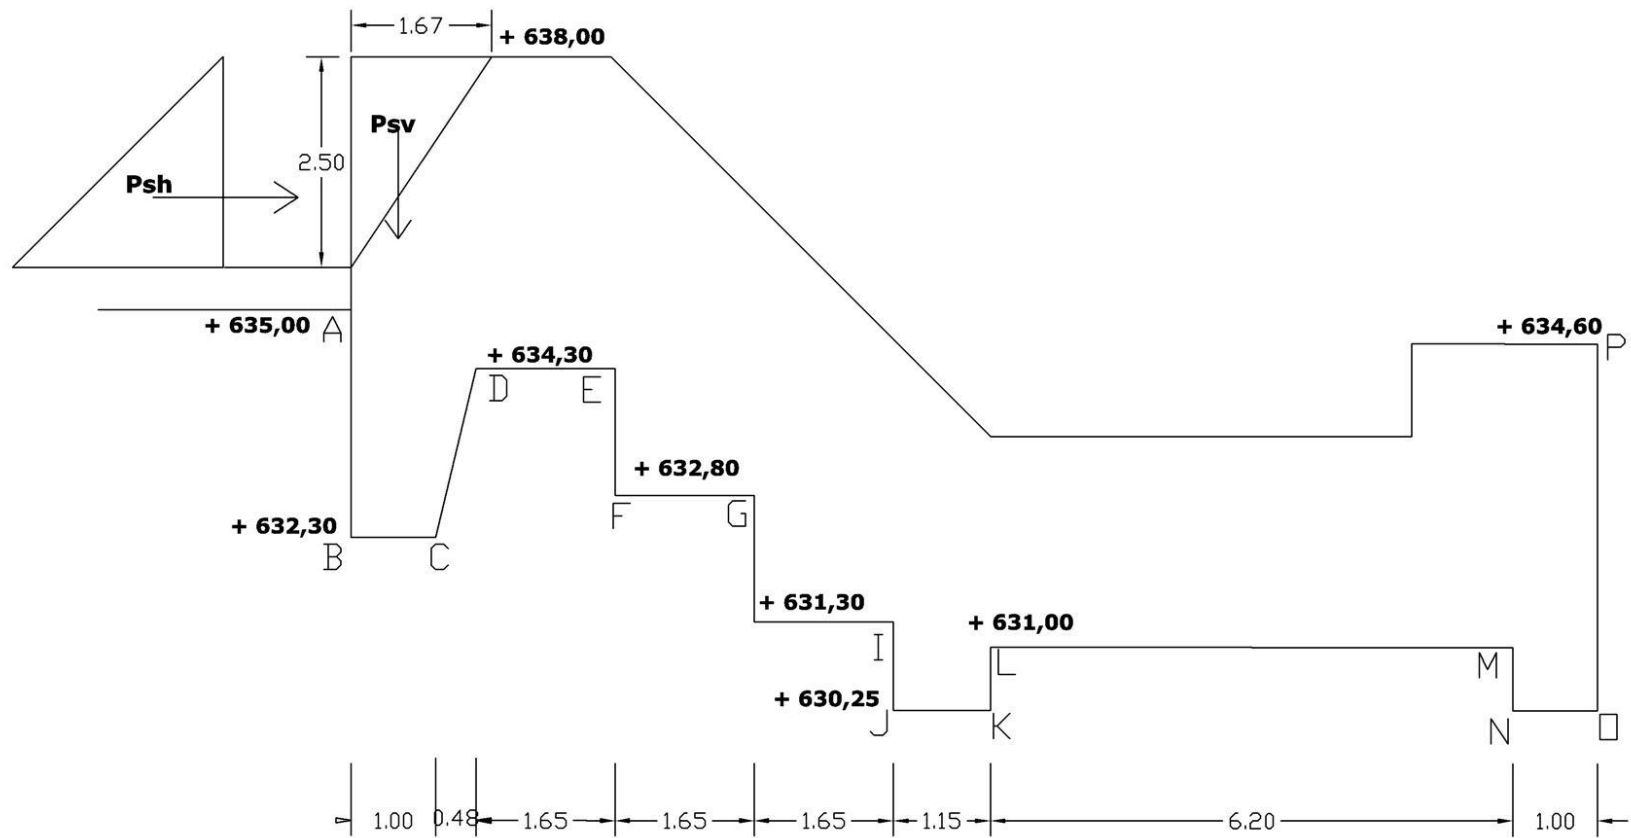 1.67
+ 638,00
Psv
2.50
Psh
+ 635,00
A
+ 634,60
P
+ 634,30
D
E
+ 632,80
F
G
+ 632,30
B
C
+ 631,30
I
+ 631,00
L
M
+ 630,25
J
K
N
O
1.00
0.48
1.65
1.65
1.65
1.15
6.20
1.00